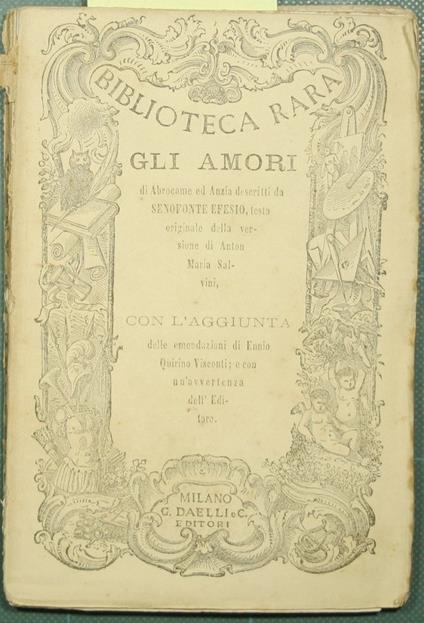 BIBLIOTECA RARA
GLI AMORI
di Abrocome ed Anzia descritti da
SENOFONTE EFESIO, testo
originale della ver-
sione di Anton
Maria Sal-
vini,
CON L'AGGIUNTA
delle emendazioni di Ennio
Quirino Visconti; e con
un'avvertenza
dell' Edi-
tore.
MILANO
G. DAELLI e C.
EDITORI